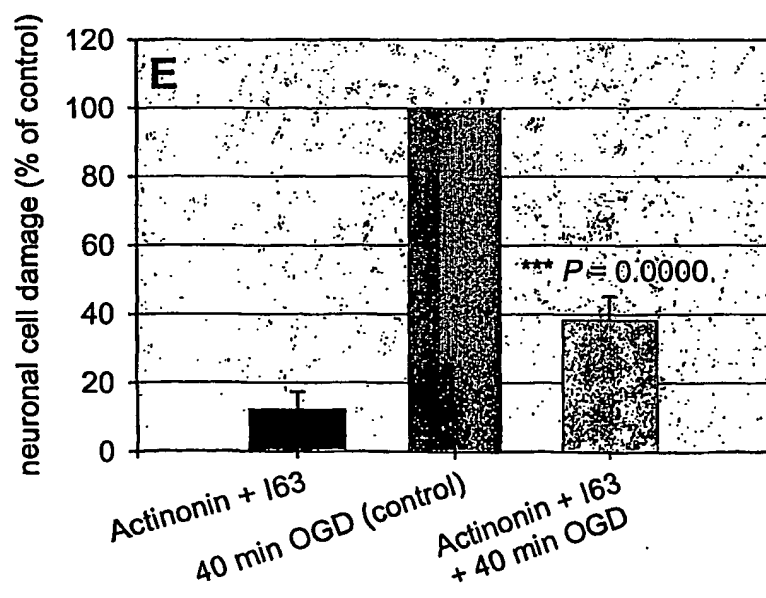 neuronal cell damage (% of control)
120
100
80
60
40
20
0
E
*** P = 0.0000
Actinonin + I63
40 min OGD (control)
Actinonin + I63
+ 40 min OGD